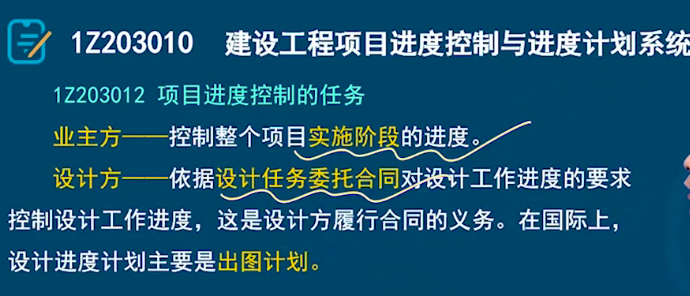 1Z203010 建设工程项目进度控制与进度计划系统
1Z203012 项目进度控制的任务
业主方——控制整个项目实施阶段的进度。
设计方——依据设计任务委托合同对设计工作进度的要求
控制设计工作进度，这是设计方履行合同的义务。在国际上，
设计进度计划主要是出图计划。